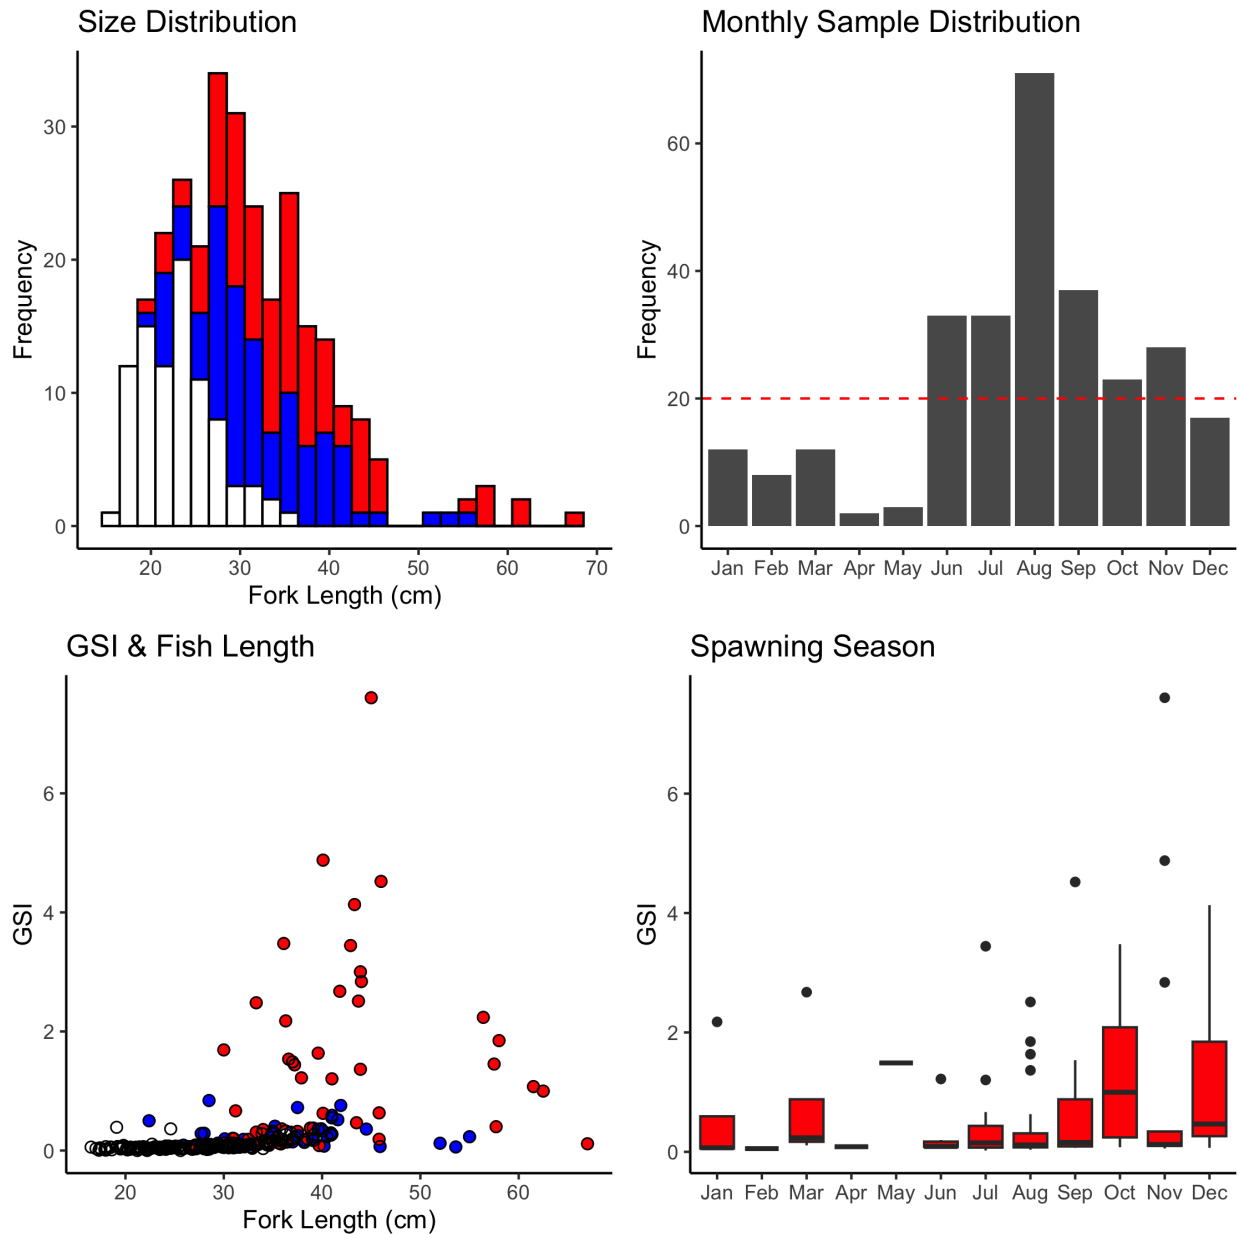 Size Distribution
Frequency
30
20
10
0
20 30 40 50 60 70
Fork Length (cm)
Monthly Sample Distribution
Frequency
60
40
20
0
Jan Feb Mar Apr May Jun Jul Aug Sep Oct Nov Dec
GSI & Fish Length
GSI
6
4
2
0
20 30 40 50 60
Fork Length (cm)
Spawning Season
GSI
6
4
2
0
Jan Feb Mar Apr May Jun Jul Aug Sep Oct Nov Dec